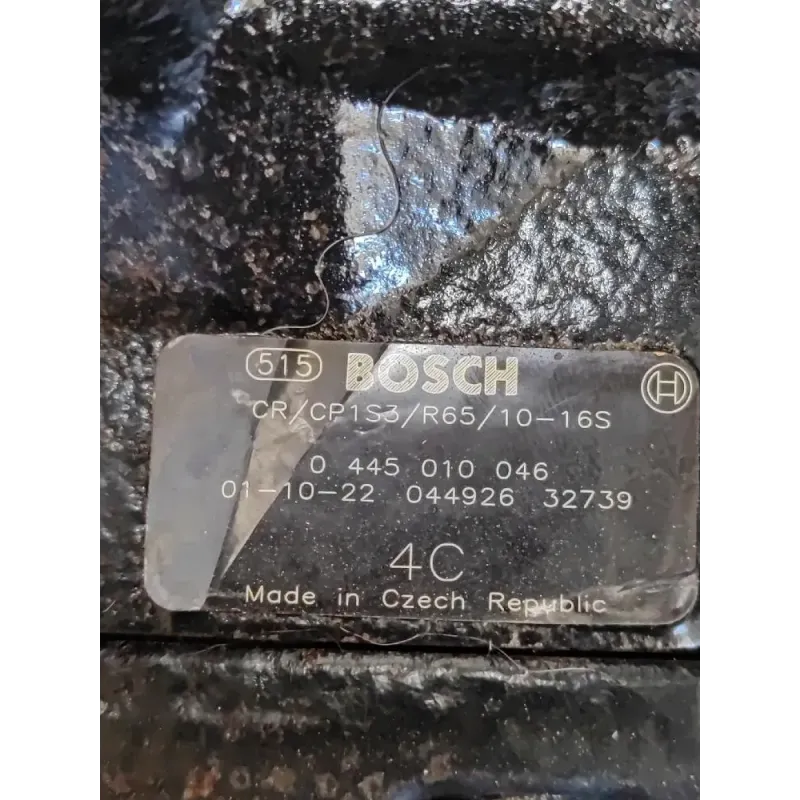 515 BOSCH
CR/CP1S3/R65/10-16S
0 445 010 046
01-10-22 044926 32739
4C
Made in Czech Republic